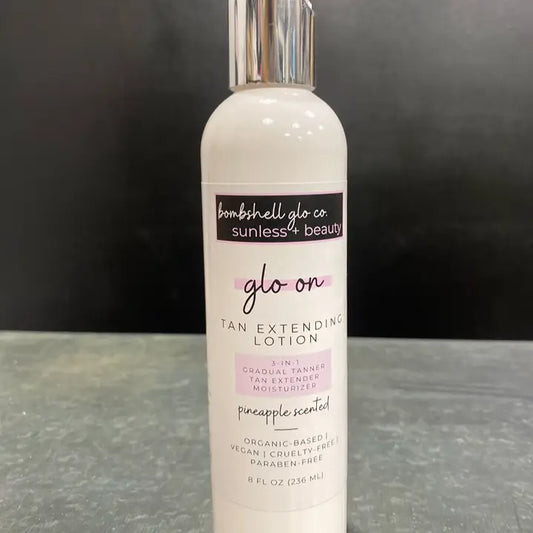 bombshell glo co.
sunless + beauty
glo on
TAN EXTENDING
LOTION
3-IN-1
GRADUAL TANNER
TAN EXTENDER
MOISTURIZER
pineapple scented
ORGANIC-BASED |
VEGAN | CRUELTY-FREE |
PARABEN-FREE
8 FL OZ (236 ML)